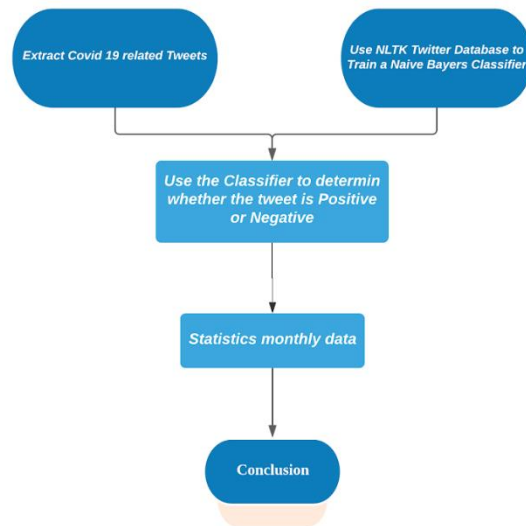 Extract Covid 19 related Tweets
Use NLTK Twitter Database to
Train a Naive Bayers Classifier
Use the Classifier to determin
whether the tweet is Positive
or Negative
Statistics monthly data
Conclusion